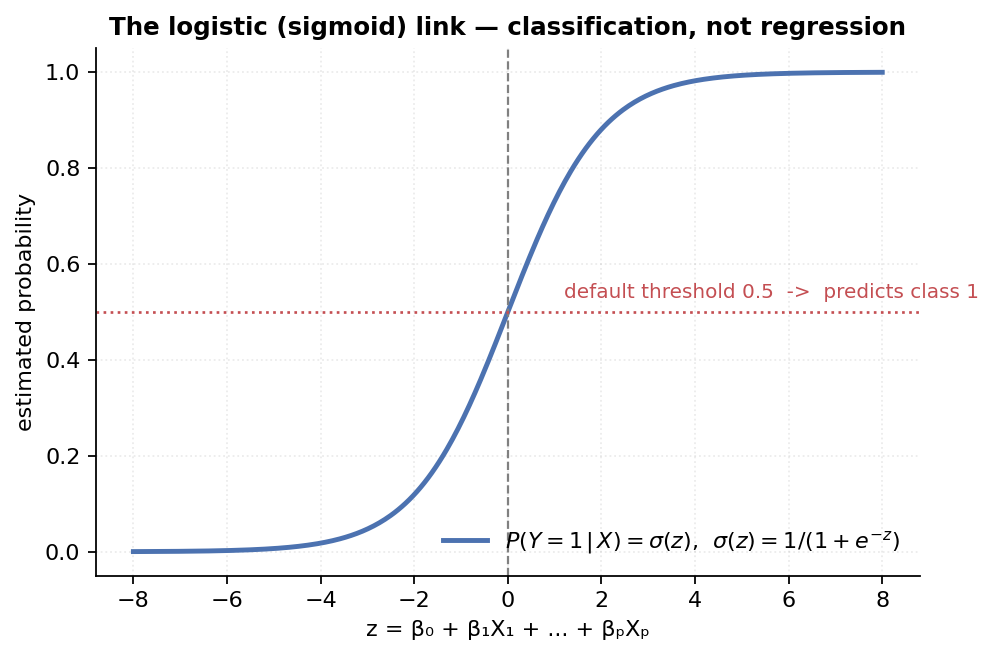 The logistic (sigmoid) link — classification, not regression
estimated probability
1.0
0.8
0.6
0.4
0.2
0.0
default threshold 0.5 -> predicts class 1
P(Y = 1 | X) = σ(z), σ(z) = 1/(1 + e⁻ᶻ)
−8 −6 −4 −2 0 2 4 6 8
z = β₀ + β₁X₁ + ... + βₚXₚ